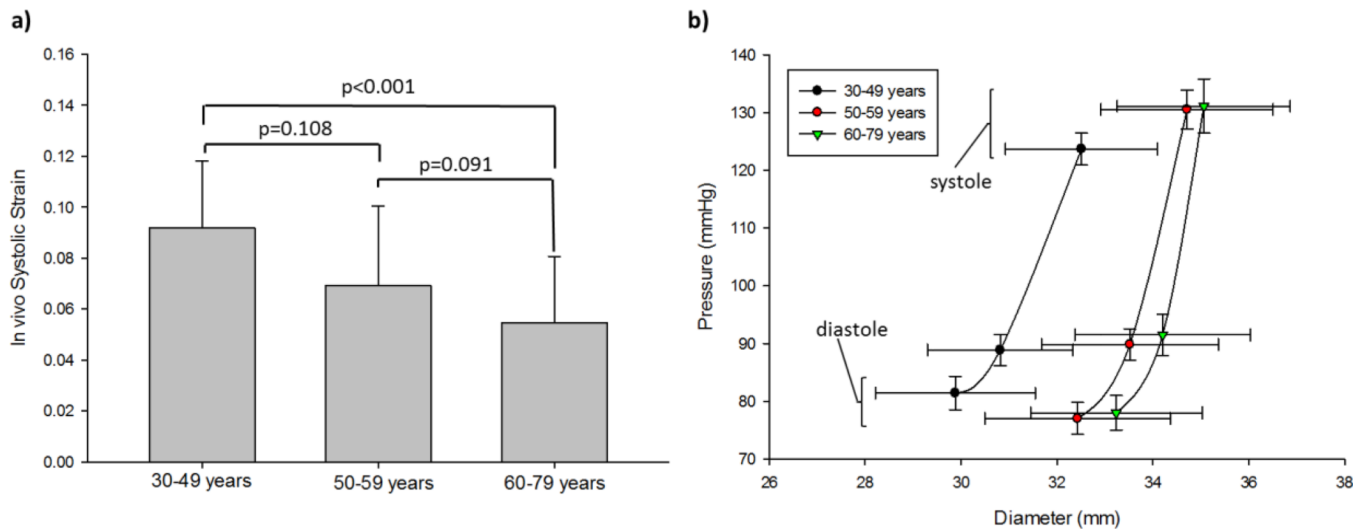 a)
0.16
0.14
0.12
0.10
0.08
0.06
0.04
0.02
0.00
In vivo Systolic Strain
p<0.001
p=0.108
p=0.091
30-49 years
50-59 years
60-79 years
b)
140
130
120
110
100
90
80
70
Pressure (mmHg)
30-49 years
50-59 years
60-79 years
systole
diastole
26
28
30
32
34
36
38
Diameter (mm)